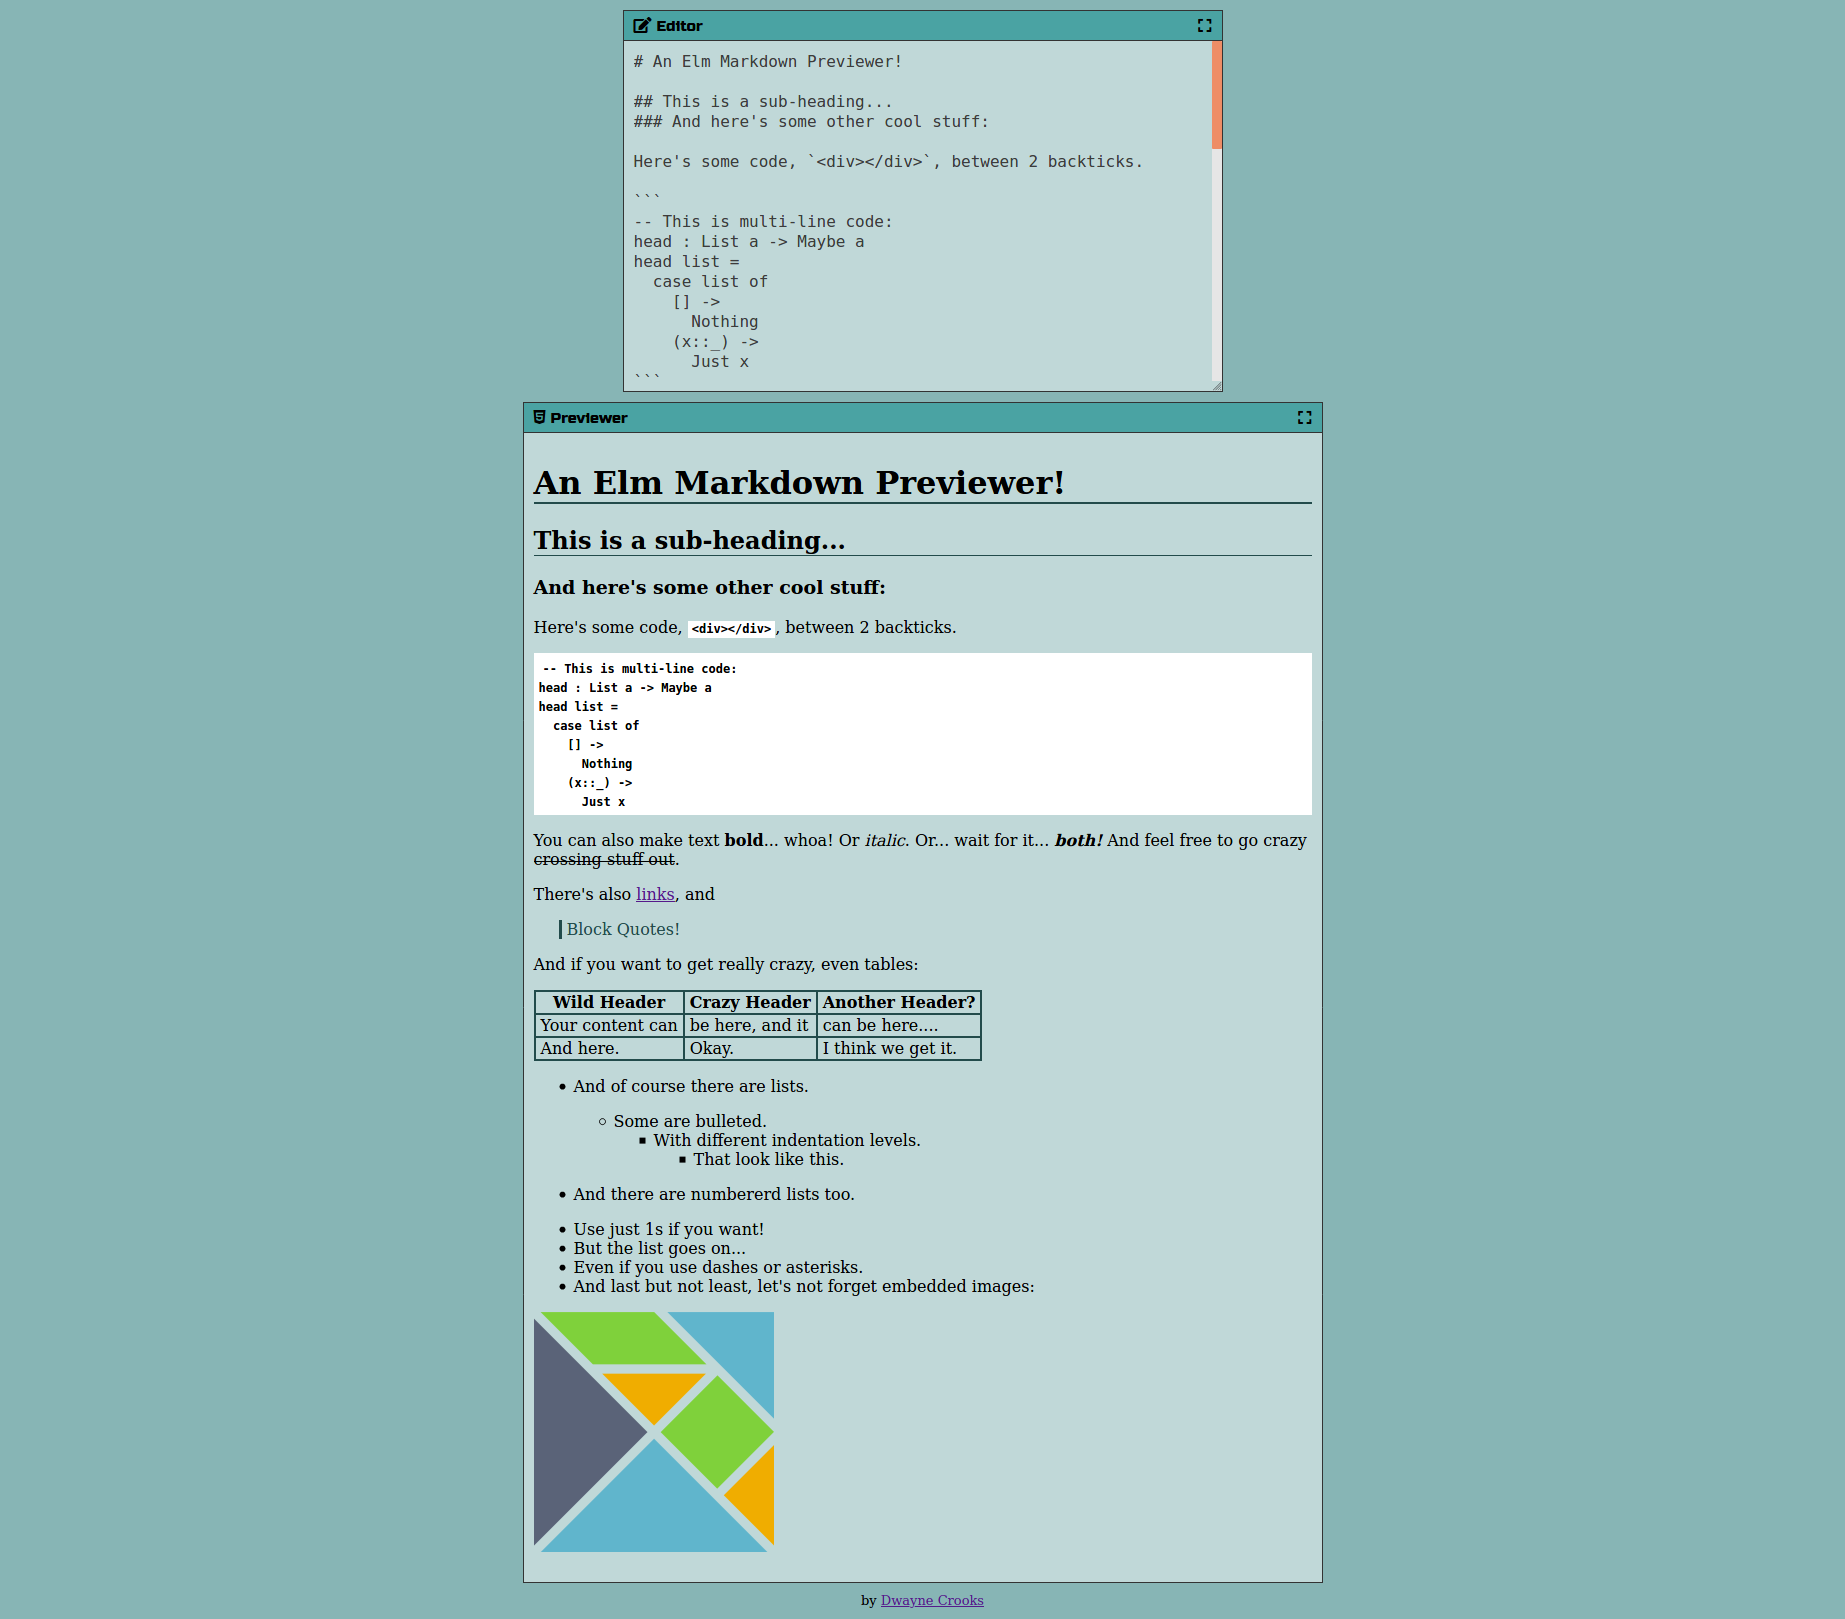 Editor
# An Elm Markdown Previewer!
## This is a sub-heading...
### And here's some other cool stuff:
Here's some code, `<div></div>`, between 2 backticks.
```
-- This is multi-line code:
head : List a -> Maybe a
head list =
  case list of
    [] ->
      Nothing
    (x::_) ->
      Just x
```
Previewer
An Elm Markdown Previewer!
This is a sub-heading...
And here's some other cool stuff:
Here's some code, <div></div>, between 2 backticks.
-- This is multi-line code:
head : List a -> Maybe a
head list =
  case list of
    [] ->
      Nothing
    (x::_) ->
      Just x
You can also make text bold... whoa! Or italic. Or... wait for it... both! And feel free to go crazy
crossing stuff out.
There's also links, and
Block Quotes!
And if you want to get really crazy, even tables:
Wild Header Crazy Header Another Header?
Your content can be here, and it can be here....
And here. Okay. I think we get it.
And of course there are lists.
Some are bulleted.
With different indentation levels.
That look like this.
And there are numbererd lists too.
Use just 1s if you want!
But the list goes on...
Even if you use dashes or asterisks.
And last but not least, let's not forget embedded images:
by Dwayne Crooks